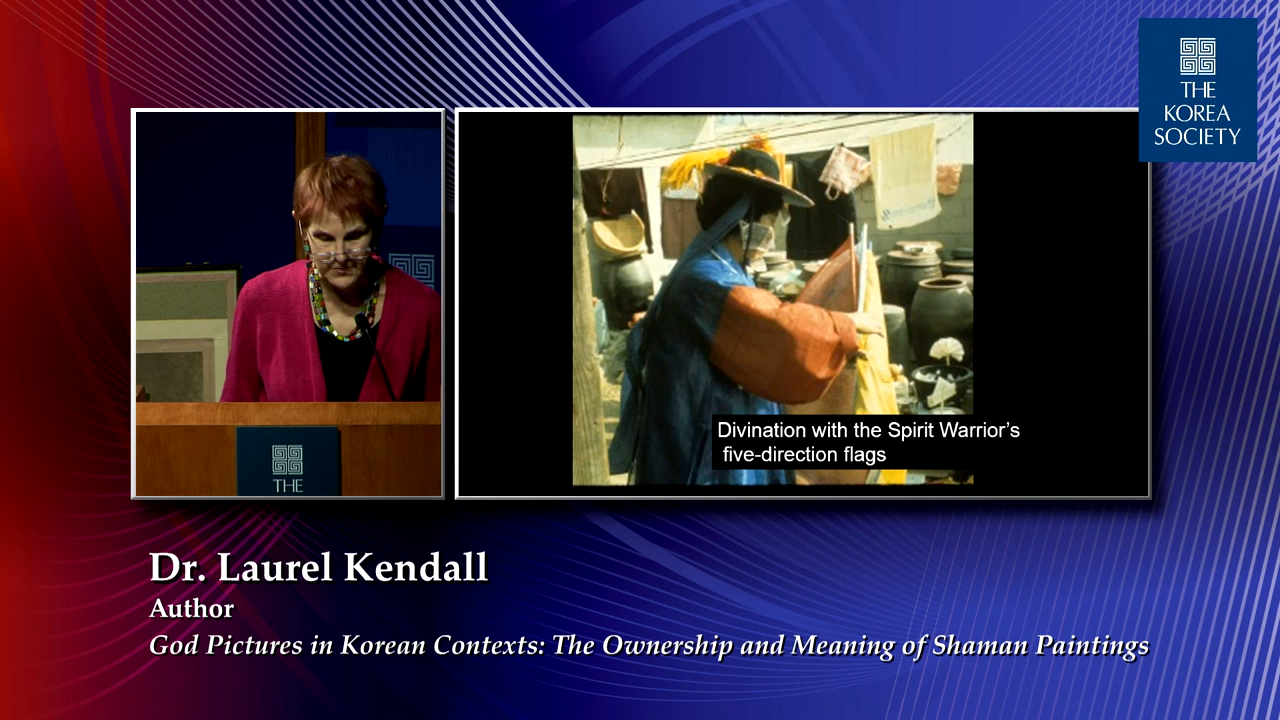 THE
KOREA
SOCIETY
Divination with the Spirit Warrior's
five-direction flags
THE
Dr. Laurel Kendall
Author
God Pictures in Korean Contexts: The Ownership and Meaning of Shaman Paintings